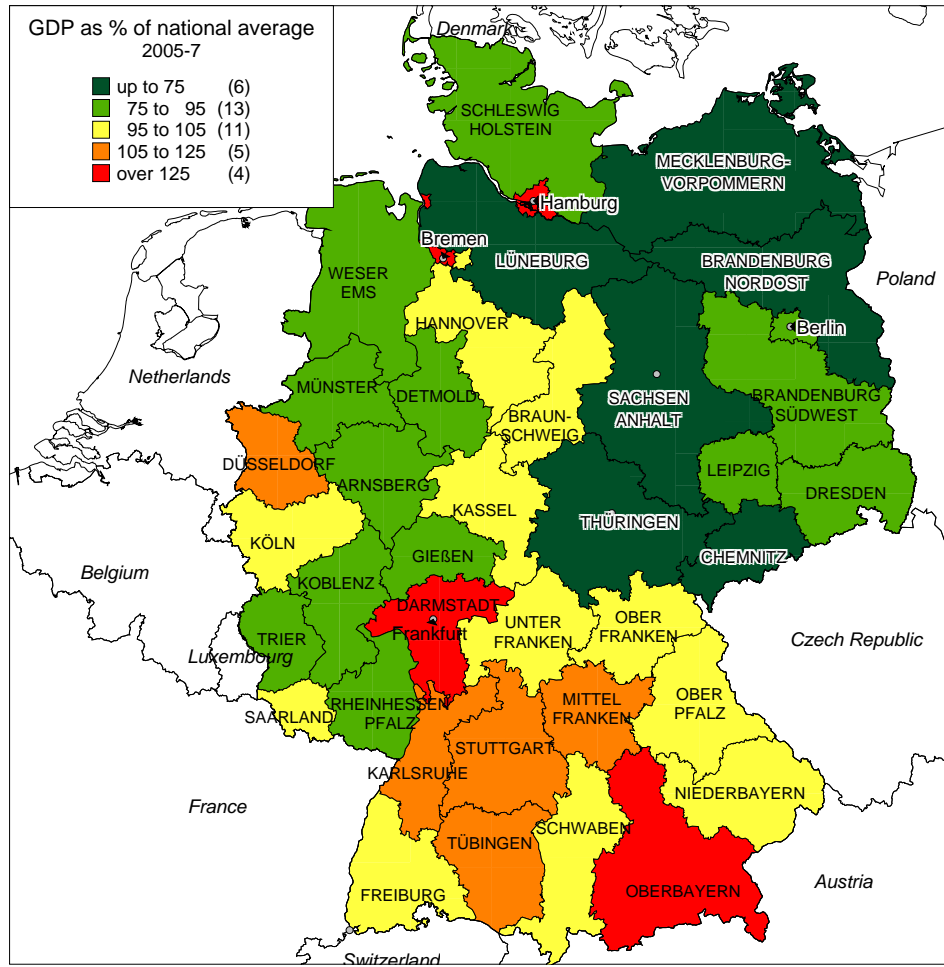 GDP as % of national average
2005-7
up to 75 (6)
75 to 95 (13)
95 to 105 (11)
105 to 125 (5)
over 125 (4)
Denmark
SCHLESWIG
HOLSTEIN
MECKLENBURG-
VORPOMMERN
Hamburg
Bremen
LÜNEBURG
BRANDENBURG
NORDOST
Poland
WESER
EMS
HANNOVER
Berlin
Netherlands
MÜNSTER
DETMOLD
BRAUN-
SCHWEIG
SACHSEN
ANHALT
BRANDENBURG
SÜDWEST
DÜSSELDORF
ARNSBERG
LEIPZIG
DRESDEN
KASSEL
THÜRINGEN
KÖLN
GIEßEN
CHEMNITZ
Belgium
KOBLENZ
DARMSTADT
Frankfutt
UNTER
FRANKEN
OBER
FRANKEN
Czech Republic
TRIER
Luxembourg
SAARLAND
RHEINHESSEN
PFALZ
MITTEL
FRANKEN
OBER
PFALZ
STUTTGART
KARLSRUHE
NIEDERBAYERN
France
TÜBINGEN
SCHWABEN
FREIBURG
OBERBAYERN
Austria
Switzerland